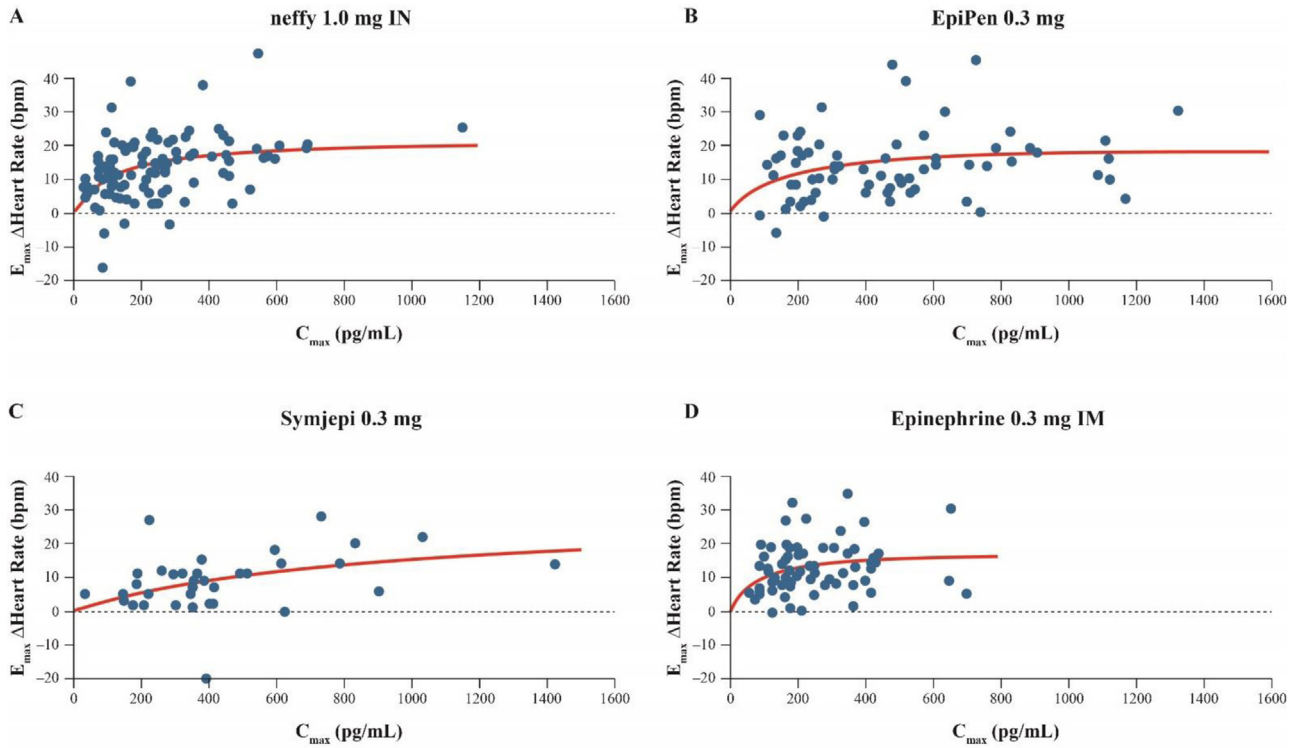 A
neffy 1.0 mg IN
Emax ΔHeart Rate (bpm)
40
30
20
10
0
–10
–20
0 200 400 600 800 1000 1200 1400 1600
Cmax (pg/mL)
B
EpiPen 0.3 mg
Emax ΔHeart Rate (bpm)
40
30
20
10
0
–10
–20
0 200 400 600 800 1000 1200 1400 1600
Cmax (pg/mL)
C
Symjepi 0.3 mg
Emax ΔHeart Rate (bpm)
40
30
20
10
0
–10
–20
0 200 400 600 800 1000 1200 1400 1600
Cmax (pg/mL)
D
Epinephrine 0.3 mg IM
Emax ΔHeart Rate (bpm)
40
30
20
10
0
–10
–20
0 200 400 600 800 1000 1200 1400 1600
Cmax (pg/mL)